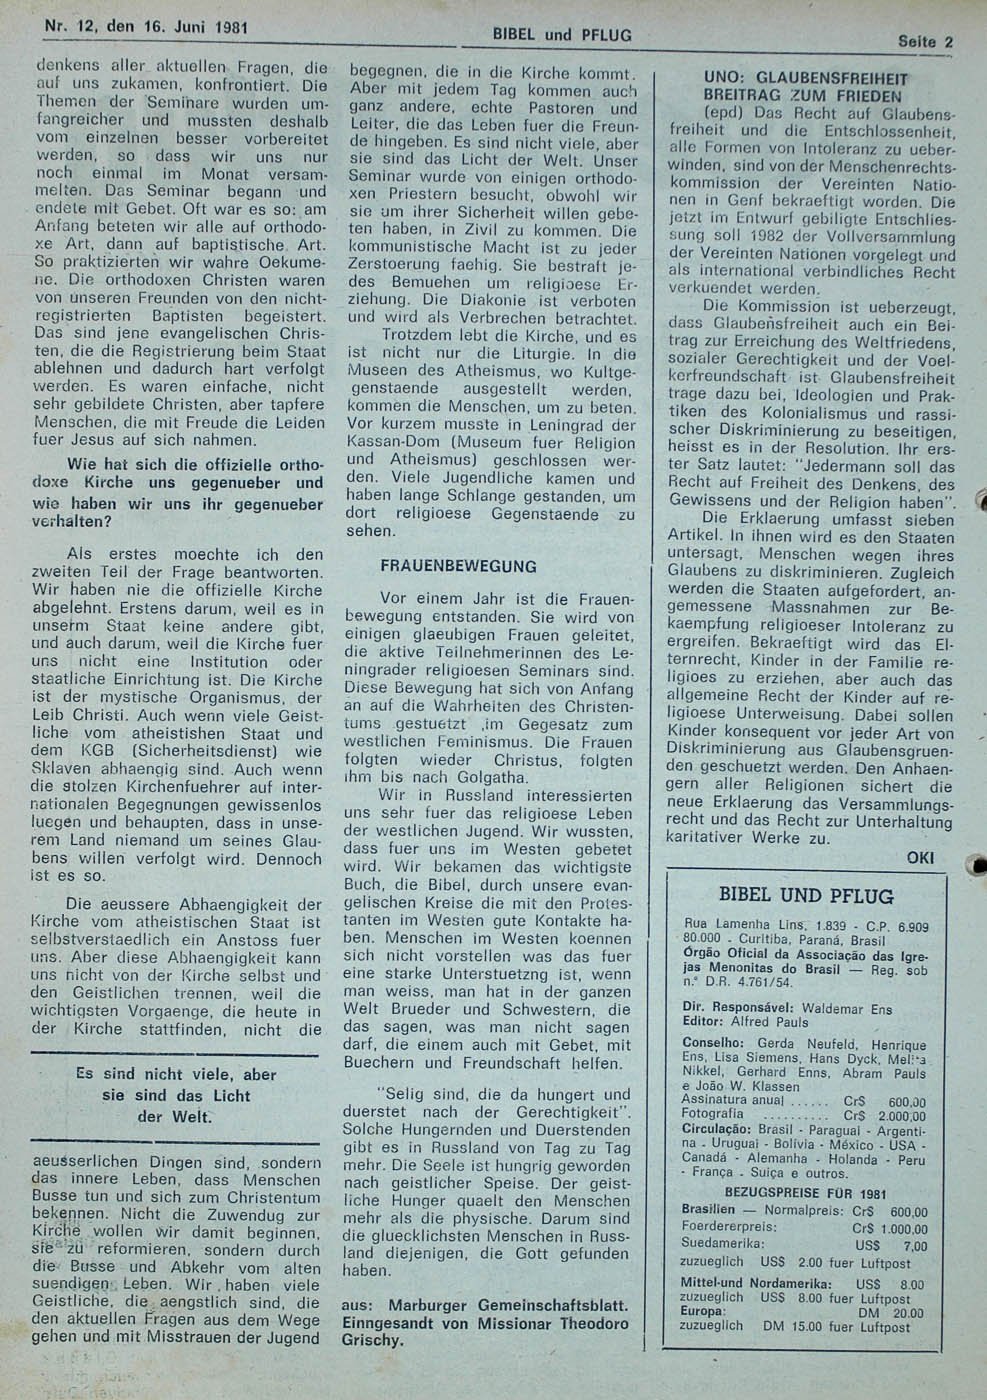 Nr. 12, den 16. Juni 1981
BIBEL und PFLUG
Seite 2
denkens aller aktuellen Fragen, die
auf uns zukamen, konfrontiert. Die
Themen der Seminare wurden um-
fangreicher und mussten deshalb
vom einzelnen besser vorbereitet
werden, so dass wir uns nur
noch einmal im Monat versam-
melten. Das Seminar begann und
endete mit Gebet. Oft war es so: am
Anfang beteten wir alle auf orthodo-
xe Art, dann auf baptistische Art.
So praktizierten wir wahre Oekume-
ne. Die orthodoxen Christen waren
von unseren Freunden von den nicht-
registrierten Baptisten begeistert.
Das sind jene evangelischen Chris-
ten, die die Registrierung beim Staat
ablehnen und dadurch hart verfolgt
werden. Es waren einfache, nicht
sehr gebildete Christen, aber tapfere
Menschen, die mit Freude die Leiden
fuer Jesus auf sich nahmen.
Wie hat sich die offizielle ortho-
doxe Kirche uns gegenueber und
wie haben wir uns ihr gegenueber
verhalten?
Als erstes moechte ich den
zweiten Teil der Frage beantworten.
Wir haben nie die offizielle Kirche
abgelehnt. Erstens darum, weil es in
unserm Staat keine andere gibt,
und auch darum, weil die Kirche fuer
uns nicht eine Institution oder
staatliche Einrichtung ist. Die Kirche
ist der mystische Organismus, der
Leib Christi. Auch wenn viele Geist-
liche vom atheistishen Staat und
dem KGB (Sicherheitsdienst) wie
Sklaven abhaengig sind. Auch wenn
die stolzen Kirchenfuehrer auf inter-
nationalen Begegnungen gewissenlos
luegen und behaupten, dass in unse-
rem Land niemand um seines Glau-
bens willen verfolgt wird. Dennoch
ist es so.
Die aeussere Abhaengigkeit der
Kirche vom atheistischen Staat ist
selbstverstaedlich ein Anstoss fuer
uns. Aber diese Abhaengigkeit kann
uns nicht von der Kirche selbst und
den Geistlichen trennen, weil die
wichtigsten Vorgaenge, die heute in
der Kirche stattfinden, nicht die
Es sind nicht viele, aber
sie sind das Licht
der Welt.
aeusserlichen Dingen sind, sondern
das innere Leben, dass Menschen
Busse tun und sich zum Christentum
bekennen. Nicht die Zuwendug zur
Kirche wollen wir damit beginnen,
sie zu reformieren, sondern durch
die Busse und Abkehr vom alten
suendigen Leben. Wir haben viele
Geistliche, die aengstlich sind, die
den aktuellen Fragen aus dem Wege
gehen und mit Misstrauen der Jugend
begegnen, die in die Kirche kommt.
Aber mit jedem Tag kommen auch
ganz andere, echte Pastoren und
Leiter, die das Leben fuer die Freun-
de hingeben. Es sind nicht viele, aber
sie sind das Licht der Welt. Unser
Seminar wurde von einigen orthodo-
xen Priestern besucht, obwohl wir
sie um ihrer Sicherheit willen gebe-
ten haben, in Zivil zu kommen. Die
kommunistische Macht ist zu jeder
Zerstoerung faehig. Sie bestraft je-
des Bemuehen um religioese Er-
ziehung. Die Diakonie ist verboten
und wird als Verbrechen betrachtet.
Trotzdem lebt die Kirche, und es
ist nicht nur die Liturgie. In die
Museen des Atheismus, wo Kultge-
genstaende ausgestellt werden,
kommen die Menschen, um zu beten.
Vor kurzem musste in Leningrad der
Kassan-Dom (Museum fuer Religion
und Atheismus) geschlossen wer-
den. Viele Jugendliche kamen und
haben lange Schlange gestanden, um
dort religioese Gegenstaende zu
sehen.
FRAUENBEWEGUNG
Vor einem Jahr ist die Frauen-
bewegung entstanden. Sie wird von
einigen glaeubigen Frauen geleitet,
die aktive Teilnehmerinnen des Le-
ningrader religioesen Seminars sind.
Diese Bewegung hat sich von Anfang
an auf die Wahrheiten des Christen-
tums gestuetzt ,im Gegesatz zum
westlichen Feminismus. Die Frauen
folgten wieder Christus, folgten
ihm bis nach Golgatha.
Wir in Russland interessierten
uns sehr fuer das religioese Leben
der westlichen Jugend. Wir wussten,
dass fuer uns im Westen gebetet
wird. Wir bekamen das wichtigste
Buch, die Bibel, durch unsere evan-
gelischen Kreise die mit den Protes-
tanten im Westen gute Kontakte ha-
ben. Menschen im Westen koennen
sich nicht vorstellen was das fuer
eine starke Unterstuetzng ist, wenn
man weiss, man hat in der ganzen
Welt Brueder und Schwestern, die
das sagen, was man nicht sagen
darf, die einem auch mit Gebet, mit
Buechern und Freundschaft helfen.
"Selig sind, die da hungert und
duerstet nach der Gerechtigkeit".
Solche Hungernden und Duerstenden
gibt es in Russland von Tag zu Tag
mehr. Die Seele ist hungrig geworden
nach geistlicher Speise. Der geist-
liche Hunger quaelt den Menschen
mehr als die physische. Darum sind
die gluecklichsten Menschen in Russ-
land diejenigen, die Gott gefunden
haben.
aus: Marburger Gemeinschaftsblatt.
Einngesandt von Missionar Theodoro
Grischy.
UNO: GLAUBENSFREIHEIT
BREITRAG ZUM FRIEDEN
(epd) Das Recht auf Glaubens-
freiheit und die Entschlossenheit,
alle Formen von Intoleranz zu ueber-
winden, sind von der Menschenrechts-
kommission der Vereinten Natio-
nen in Genf bekraeftigt worden. Die
jetzt im Entwurf gebiligte Entschlies-
sung soll 1982 der Vollversammlung
der Vereinten Nationen vorgelegt und
als international verbindliches Recht
verkuendet werden.
Die Kommission ist ueberzeugt,
dass Glaubensfreiheit auch ein Bei-
trag zur Erreichung des Weltfriedens,
sozialer Gerechtigkeit und der Voel-
kerfreundschaft ist Glaubensfreiheit
trage dazu bei, Ideologien und Prak-
tiken des Kolonialismus und rassi-
scher Diskriminierung zu beseitigen,
heisst es in der Resolution. Ihr ers-
ter Satz lautet: "Jedermann soll das
Recht auf Freiheit des Denkens, des
Gewissens und der Religion haben".
Die Erklaerung umfasst sieben
Artikel. In ihnen wird es den Staaten
untersagt, Menschen wegen ihres
Glaubens zu diskriminieren. Zugleich
werden die Staaten aufgefordert, an-
gemessene Massnahmen zur Be-
kaempfung religioeser Intoleranz zu
ergreifen. Bekraeftigt wird das El-
ternrecht, Kinder in der Familie re-
ligioes zu erziehen, aber auch das
allgemeine Recht der Kinder auf re-
ligioese Unterweisung. Dabei sollen
Kinder konsequent vor jeder Art von
Diskriminierung aus Glaubensgruen-
den geschuetzt werden. Den Anhaen-
gern aller Religionen sichert die
neue Erklaerung das Versammlungs-
recht und das Recht zur Unterhaltung
karitativer Werke zu.
OKI
BIBEL UND PFLUG
Rua Lamenha Lins, 1.839 - C.P. 6.909
80.000 - Curitiba, Paraná, Brasil
Órgão Oficial da Associação das Igre-
jas Menonitas do Brasil — Reg. sob
n.° D.R. 4.761/54.
Dir. Responsável: Waldemar Ens
Editor: Alfred Pauls
Conselho: Gerda Neufeld, Henrique
Ens, Lisa Siemens, Hans Dyck, Melita
Nikkel, Gerhard Enns, Abram Pauls
e João W. Klassen
Assinatura anual ...... Cr$ 600,00
Fotografia .......... Cr$ 2.000,00
Circulação: Brasil - Paraguai - Argenti-
na - Uruguai - Bolívia - México - USA -
Canadá - Alemanha - Holanda - Peru
- França - Suiça e outros.
BEZUGSPREISE FÜR 1981
Brasilien — Normalpreis: Cr$ 600,00
Foerdererpreis: Cr$ 1.000,00
Suedamerika: US$ 7,00
zuzueglich US$ 2.00 fuer Luftpost
Mittel-und Nordamerika: US$ 8.00
zuzueglich US$ 8.00 fuer Luftpost
Europa: DM 20.00
zuzueglich DM 15.00 fuer Luftpost